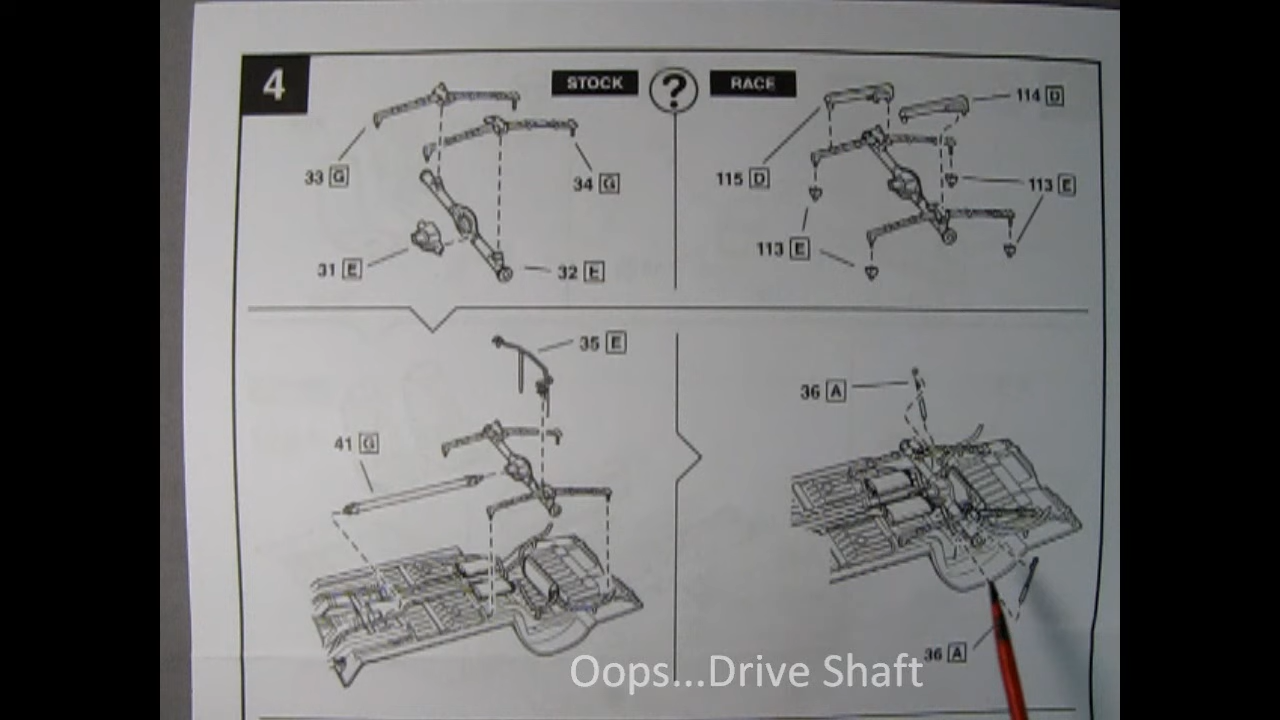 4
STOCK ? RACE
33 G
34 G
31 E
32 E
114 D
115 D
113 E
113 E
35 E
41 G
36 A
36 A
Oops...Drive Shaft